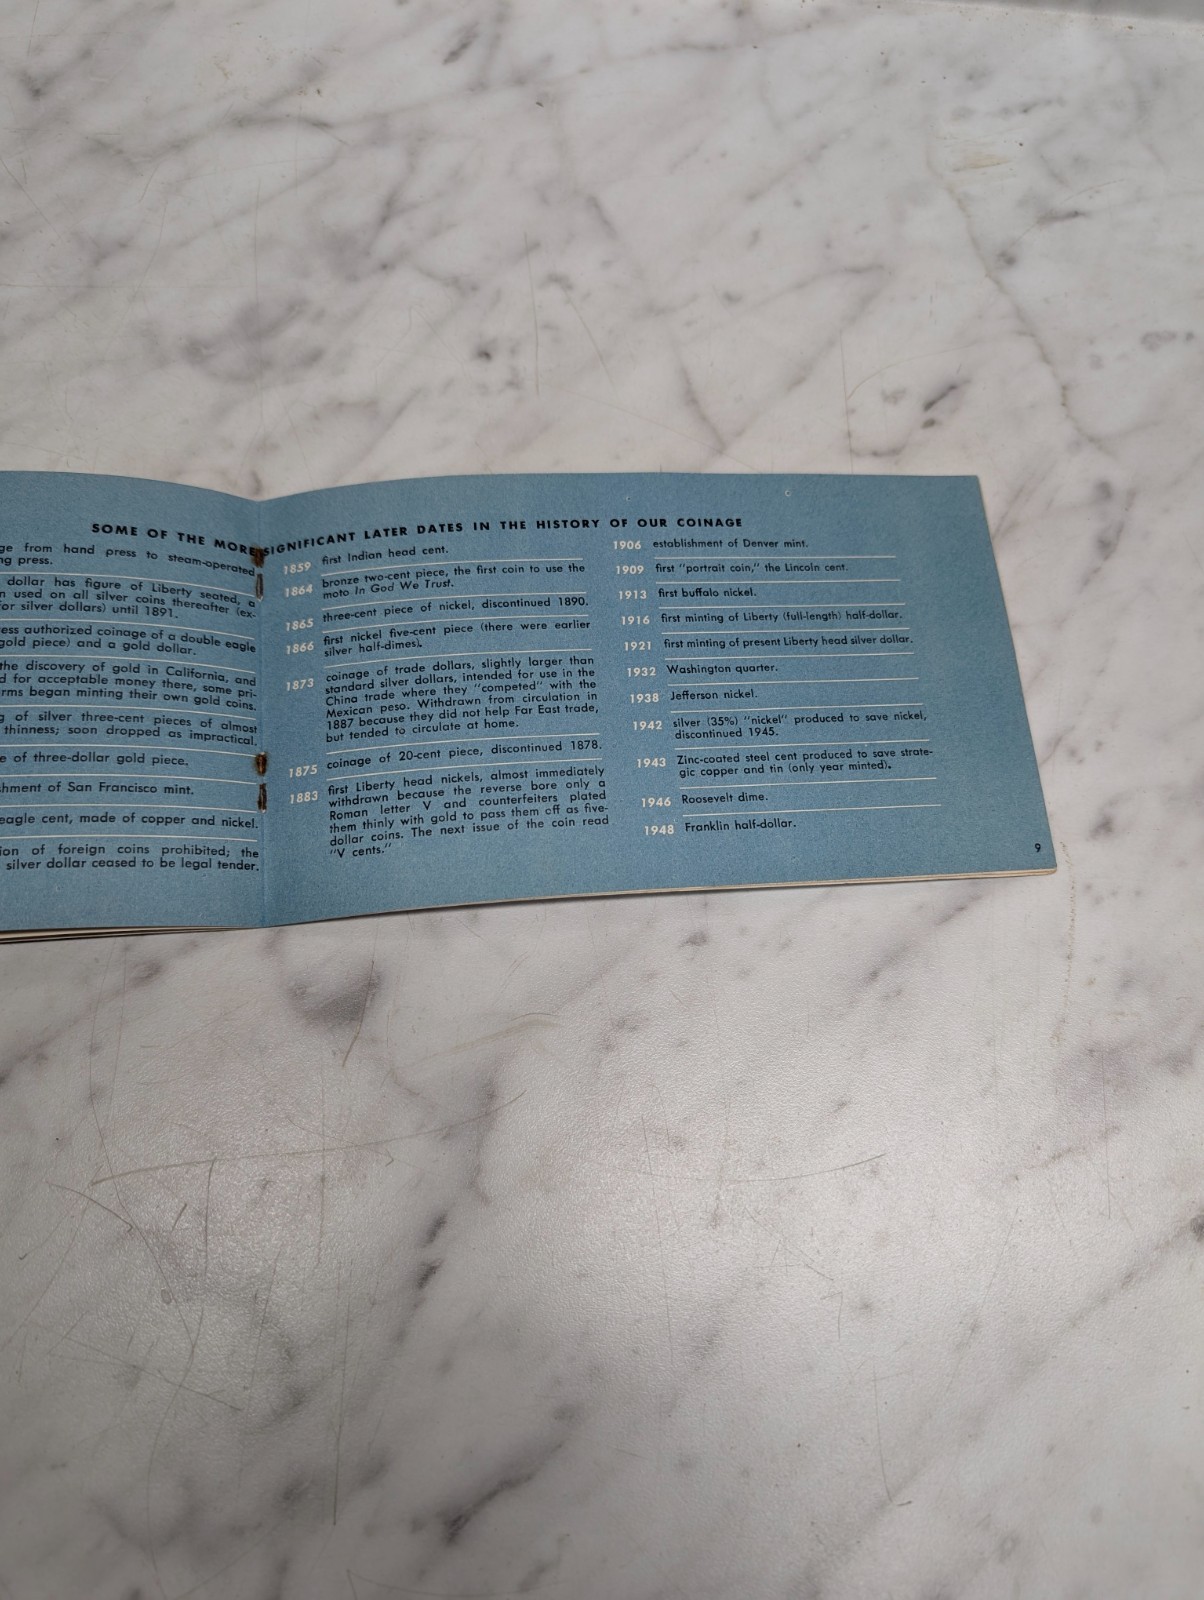 SOME OF THE MORE SIGNIFICANT LATER DATES IN THE HISTORY OF OUR COINAGE
from hand press to steam-operated
press.
dollar has figure of Liberty seated, a
used on all silver coins thereafter (ex-
for silver dollars) until 1891.
authorized coinage of a double eagle
gold piece) and a gold dollar.
the discovery of gold in California, and
for acceptable money there, some pri-
began minting their own gold coins.
of silver three-cent pieces of almost
thinness; soon dropped as impractical.
of three-dollar gold piece.
of San Francisco mint.
eagle cent, made of copper and nickel.
of foreign coins prohibited; the
silver dollar ceased to be legal tender.
1859 first Indian head cent.
1864 bronze two-cent piece, the first coin to use the
moto In God We Trust.
1865 three-cent piece of nickel, discontinued 1890.
1866 first nickel five-cent piece (there were earlier
silver half-dimes).
1873 coinage of trade dollars, slightly larger than
standard silver dollars, intended for use in the
China trade where they "competed" with the
Mexican peso. Withdrawn from circulation in
1887 because they did not help Far East trade,
but tended to circulate at home.
1875 coinage of 20-cent piece, discontinued 1878.
1883 first Liberty head nickels, almost immediately
withdrawn because the reverse bore only a
Roman letter V and counterfeiters plated
them thinly with gold to pass them off as five-
dollar coins. The next issue of the coin read
"V cents."
1906 establishment of Denver mint.
1909 first "portrait coin," the Lincoln cent.
1913 first buffalo nickel.
1916 first minting of Liberty (full-length) half-dollar.
1921 first minting of present Liberty head silver dollar.
1932 Washington quarter.
1938 Jefferson nickel.
1942 silver (35%) "nickel" produced to save nickel,
discontinued 1945.
1943 Zinc-coated steel cent produced to save strate-
gic copper and tin (only year minted).
1946 Roosevelt dime.
1948 Franklin half-dollar.
9